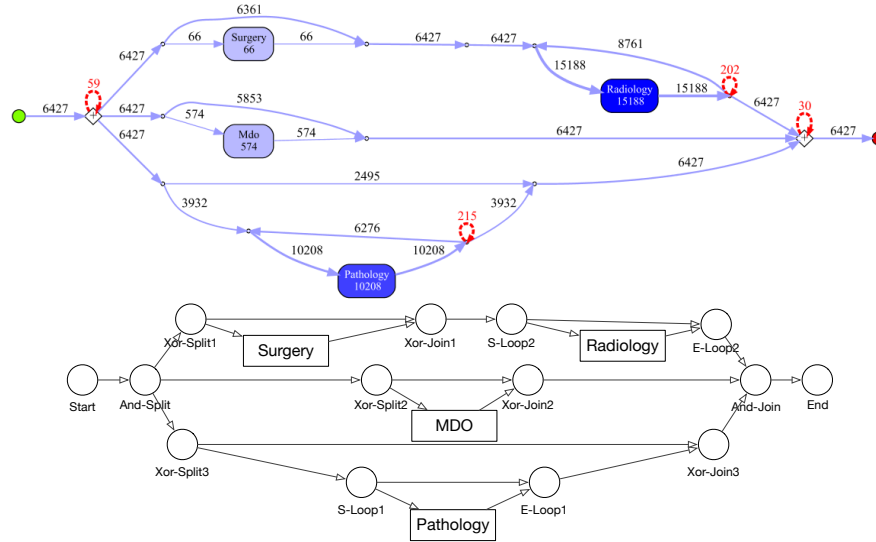 6361
66
Surgery
66
66
6427
6427
6427
8761
15188
Radiology
15188
15188
202
6427
59
6427
6427
6427
5853
574
Mdo
574
574
6427
30
6427
6427
2495
3932
6276
215
3932
10208
10208
Pathology
10208
6427
Xor-Split1
Surgery
Xor-Join1
S-Loop2
Radiology
E-Loop2
Start
And-Split
Xor-Split2
MDO
Xor-Join2
And-Join
End
Xor-Split3
Xor-Join3
S-Loop1
Pathology
E-Loop1